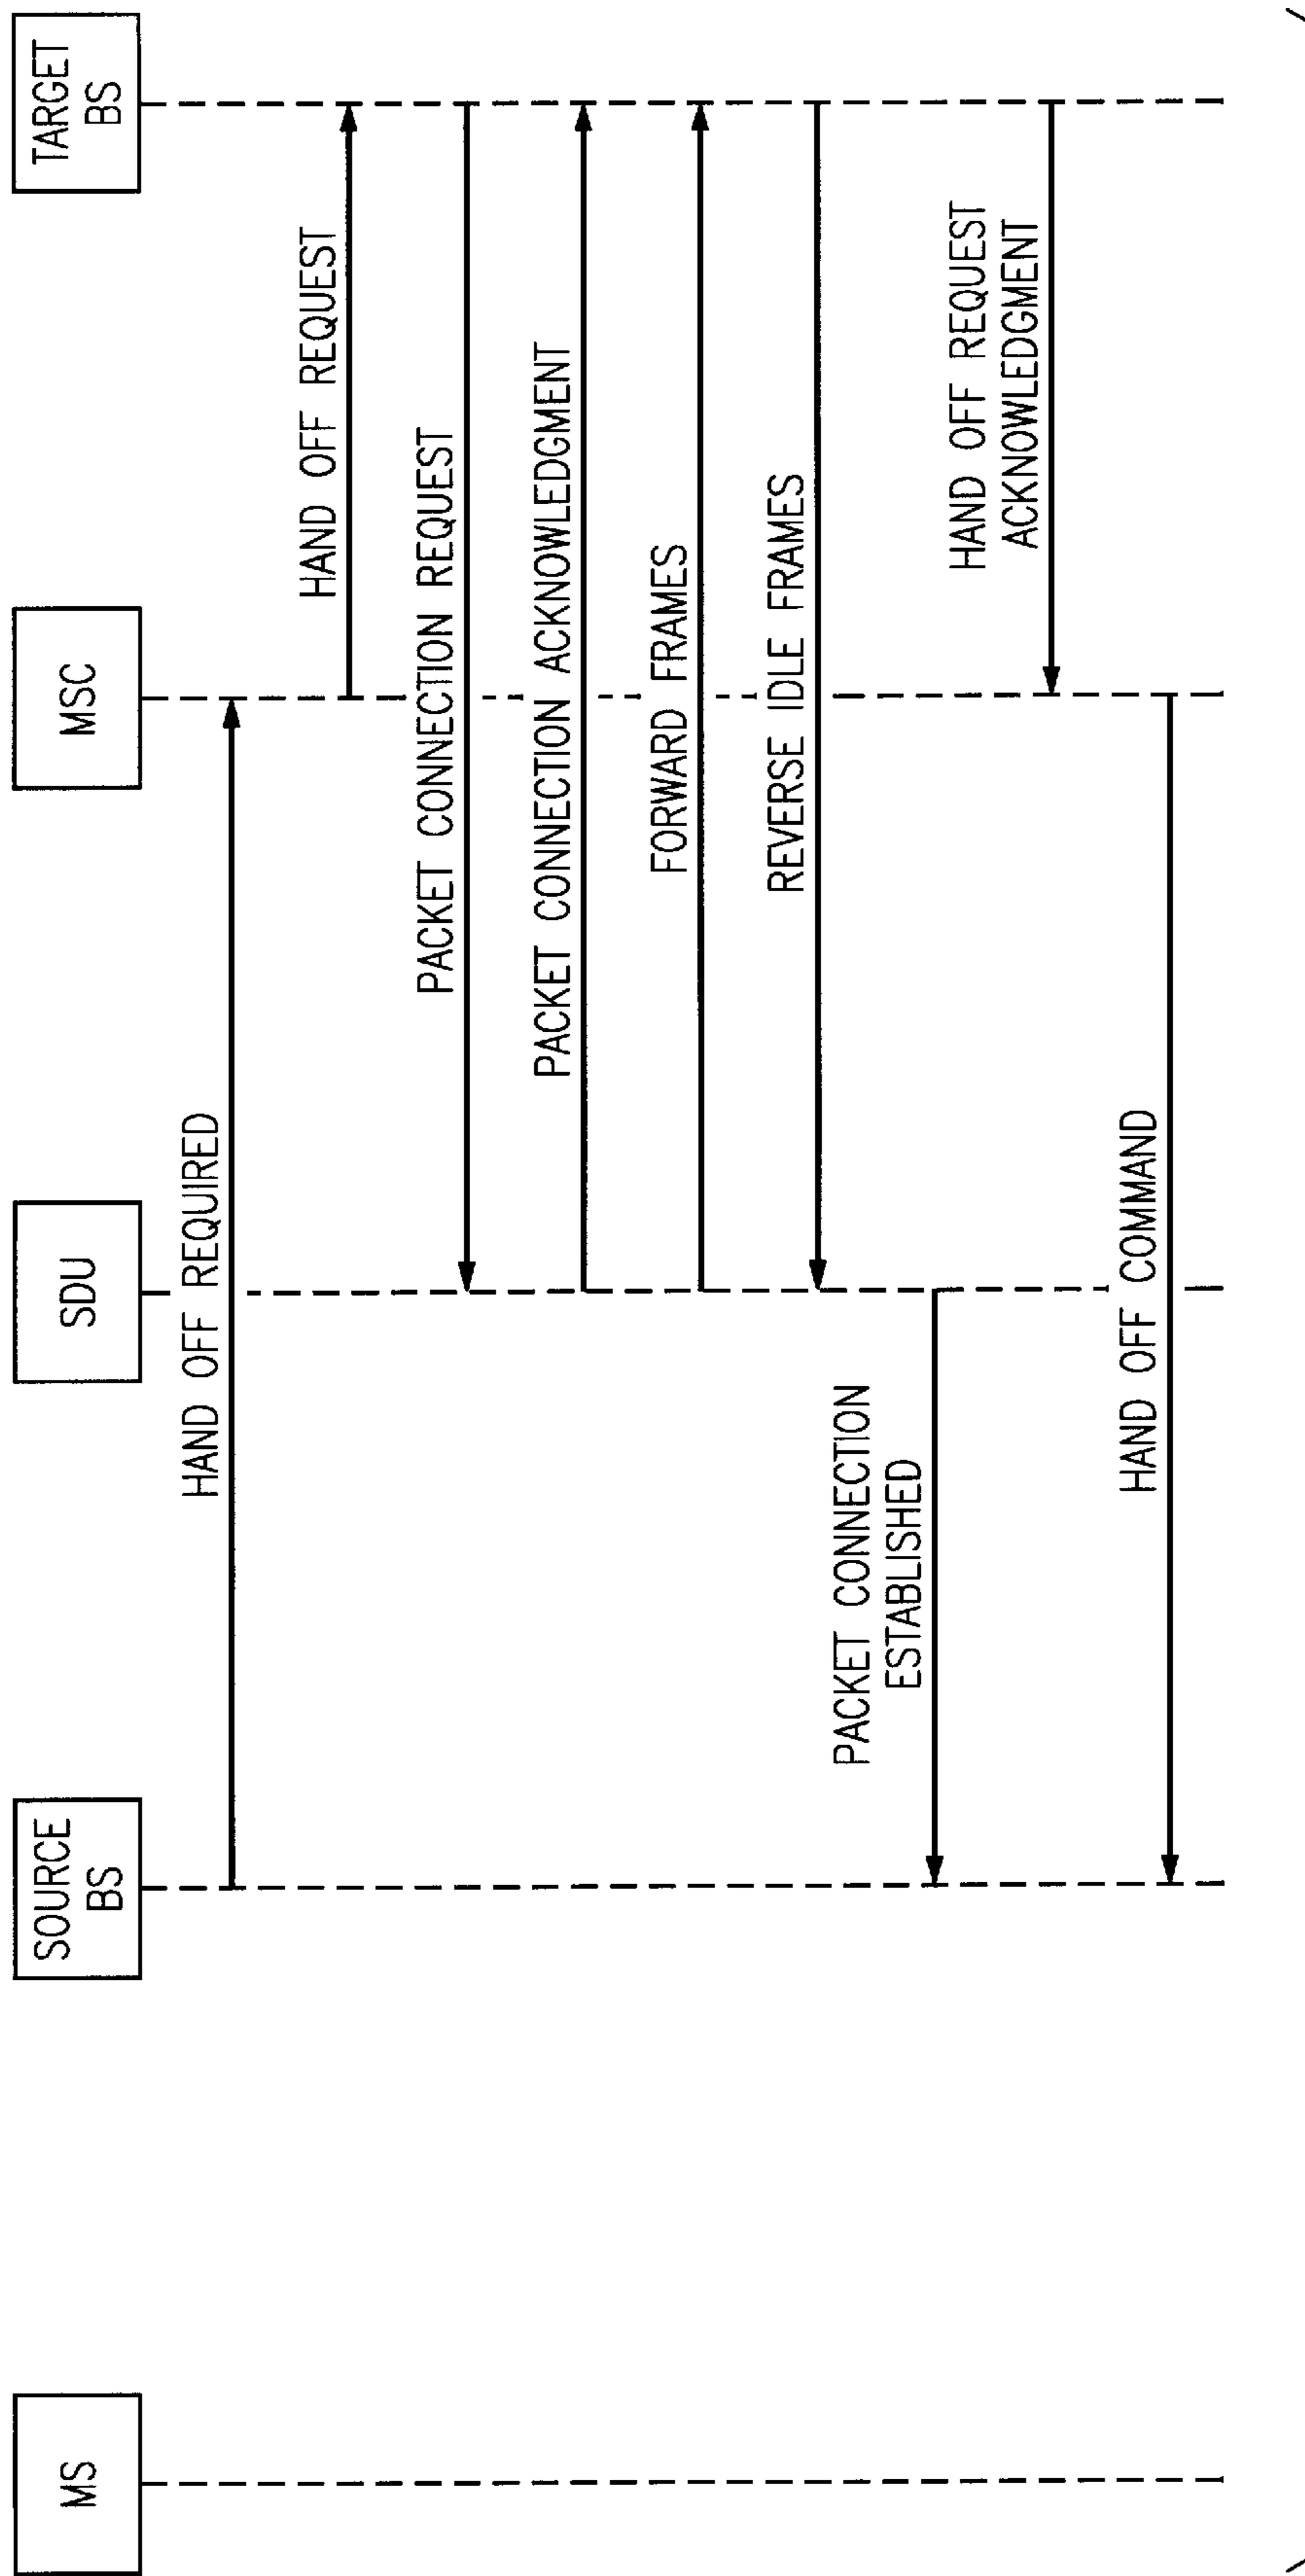 MS
SOURCE
BS
SDU
MSC
TARGET
BS
HAND OFF REQUIRED
HAND OFF REQUEST
PACKET CONNECTION REQUEST
PACKET CONNECTION ACKNOWLEDGMENT
FORWARD FRAMES
REVERSE IDLE FRAMES
PACKET CONNECTION
ESTABLISHED
HAND OFF REQUEST
ACKNOWLEDGMENT
HAND OFF COMMAND